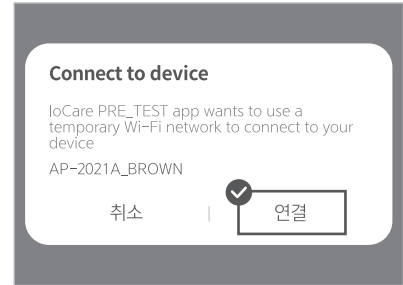 Connect to device
IoCare PRE_TEST app wants to use a
temporary Wi-Fi network to connect to your
device
AP-2021A_BROWN
취소 | 연결